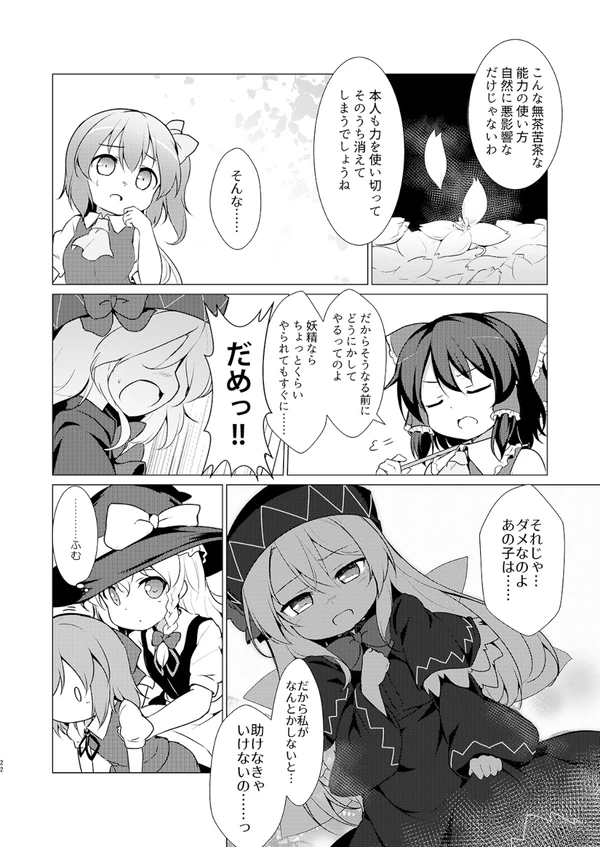 こんな無茶苦茶な
能力の使い方
自然に悪影響な
だけじゃないわ
本人も力を使い切って
そのうち消えて
しまうでしょうね
そんな……
だからそうなる前に
どうにかして
やるってのよ
妖精なら
ちょっとくらい
やられてもすぐに……
だめっ!!
それじゃ…
ダメなのよ
あの子は……
だから私が
なんとかしないと…
助けなきゃ
いけないの……っ
……ふむ
22